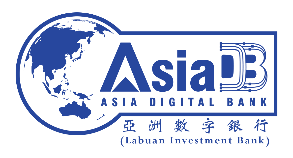 AsiaDB
ASIA DIGITAL BANK
亞洲數字銀行
(Labuan Investment Bank)